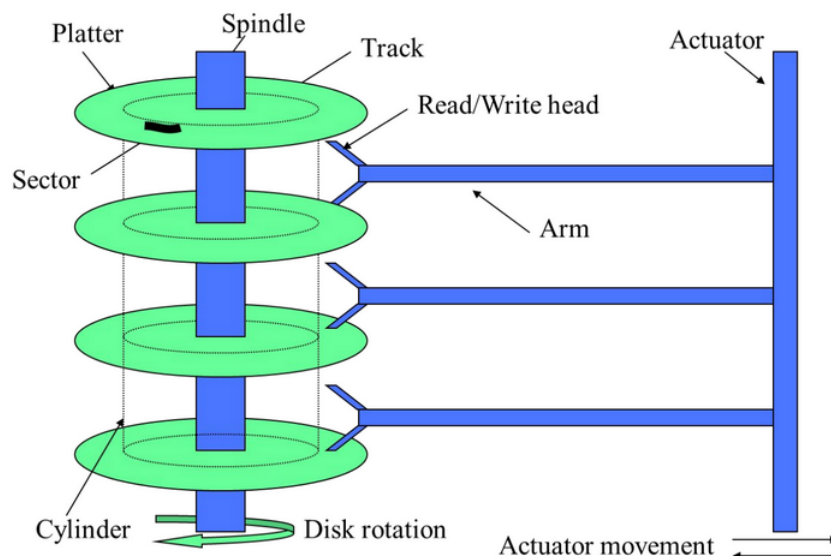 Spindle
Platter
Track
Actuator
Read/Write head
Sector
Arm
Cylinder
Disk rotation
Actuator movement